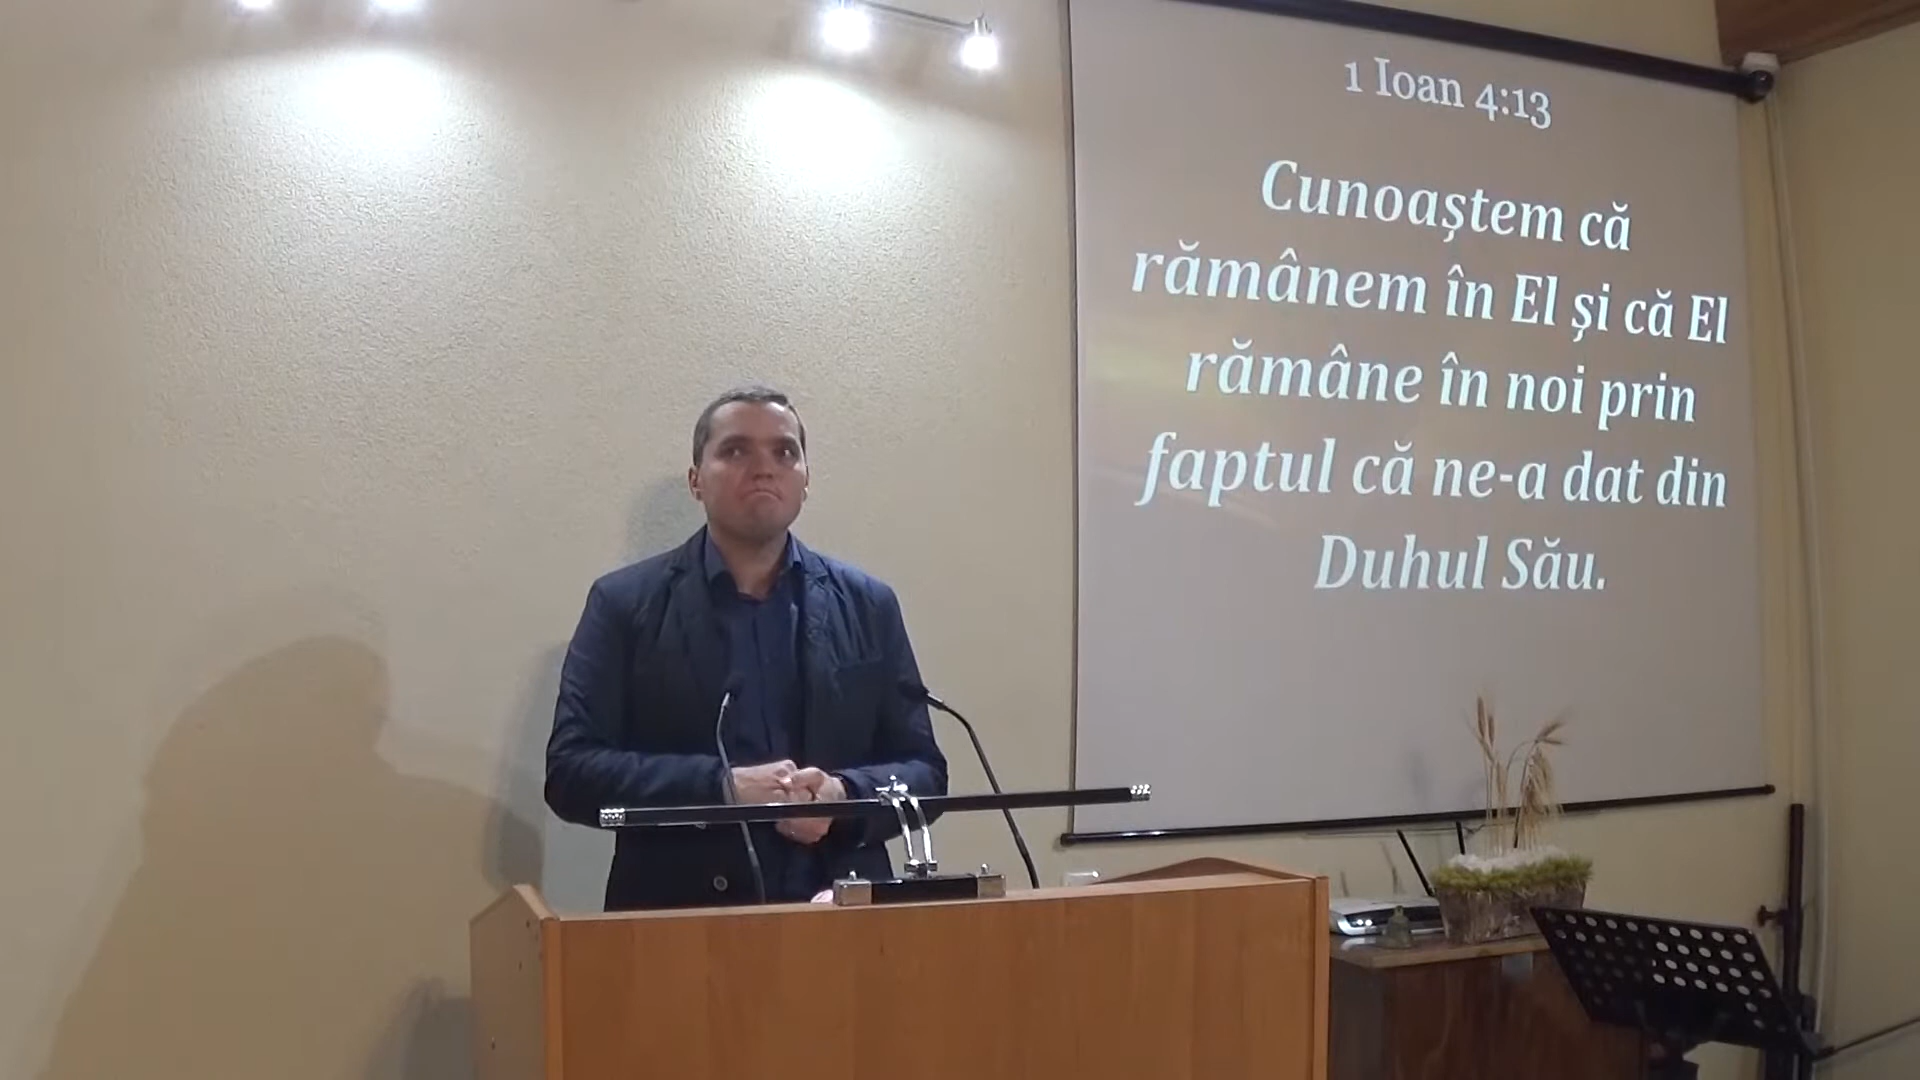 1 Ioan 4:13
Cunoaștem că
rămânem în El și că El
rămâne în noi prin
faptul că ne-a dat din
Duhul Său.